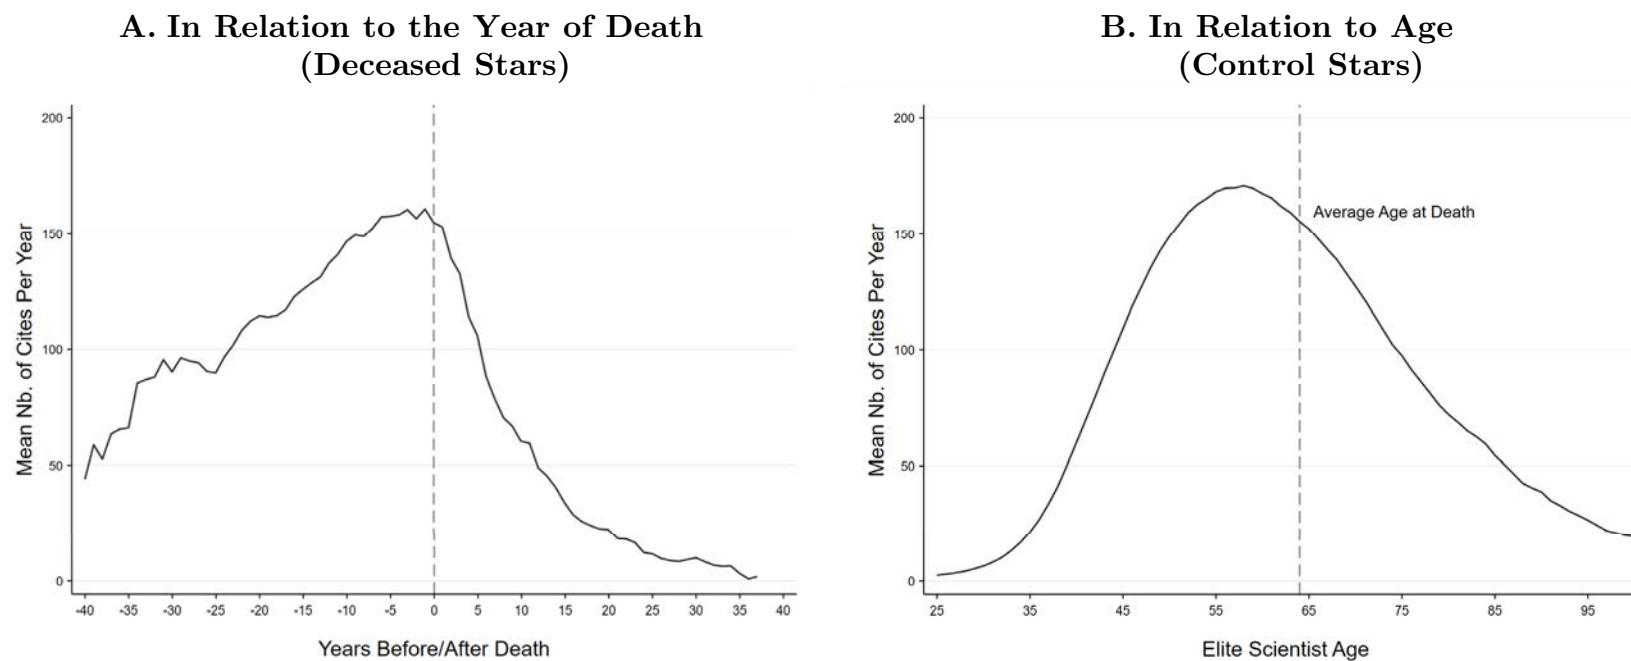 A. In Relation to the Year of Death
(Deceased Stars)
200
150
100
50
0
Mean Nb. of Cites Per Year
-40 -35 -30 -25 -20 -15 -10 -5 0 5 10 15 20 25 30 35 40
Years Before/After Death
B. In Relation to Age
(Control Stars)
200
150
100
50
0
Mean Nb. of Cites Per Year
Average Age at Death
25 35 45 55 65 75 85 95
Elite Scientist Age